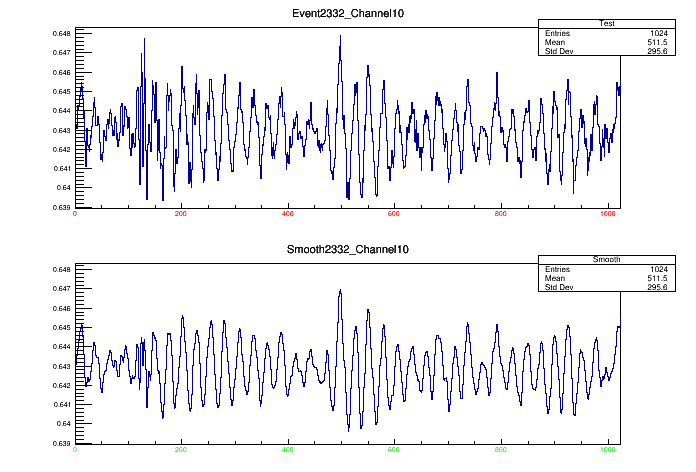 Event2332_Channel10
Test
Entries 1024
Mean 511.5
Std Dev 295.6
0.648
0.647
0.646
0.645
0.644
0.643
0.642
0.641
0.64
0.639
0 200 400 600 800 1000
Smooth2332_Channel10
Smooth
Entries 1024
Mean 511.5
Std Dev 295.6
0.648
0.647
0.646
0.645
0.644
0.643
0.642
0.641
0.64
0.639
0 200 400 600 800 1000